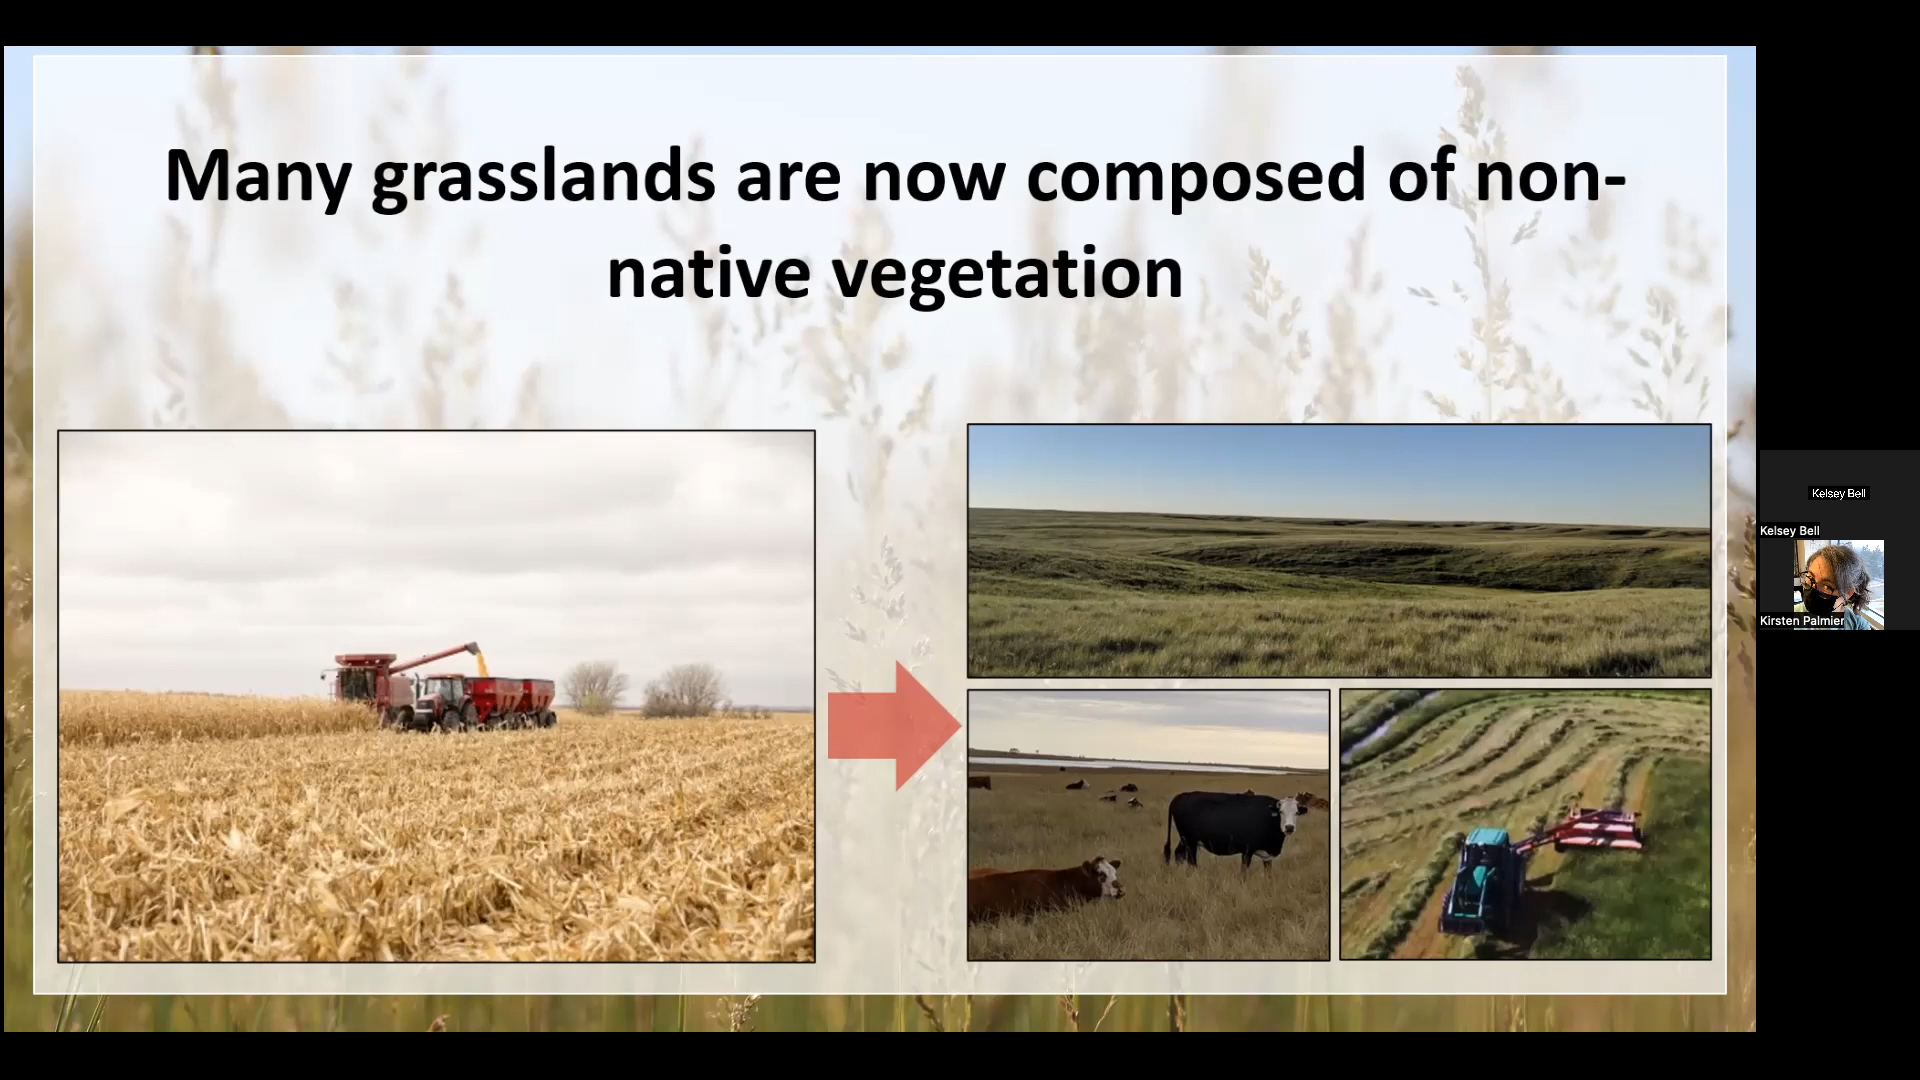 Many grasslands are now composed of non-
native vegetation
Kelsey Bell
Kelsey Bell
Kirsten Palmier